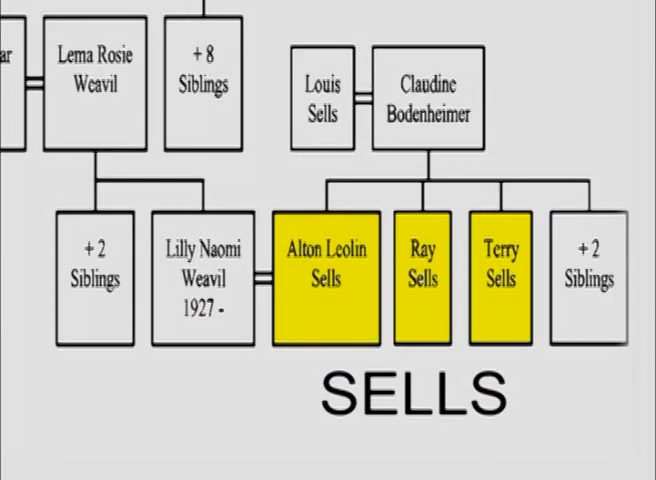 ar
Lema Rosie
Weavil
+ 8
Siblings
Louis
Sells
Claudine
Bodenheimer
+ 2
Siblings
Lilly Naomi
Weavil
1927 -
Alton Leolin
Sells
Ray
Sells
Terry
Sells
+ 2
Siblings
SELLS